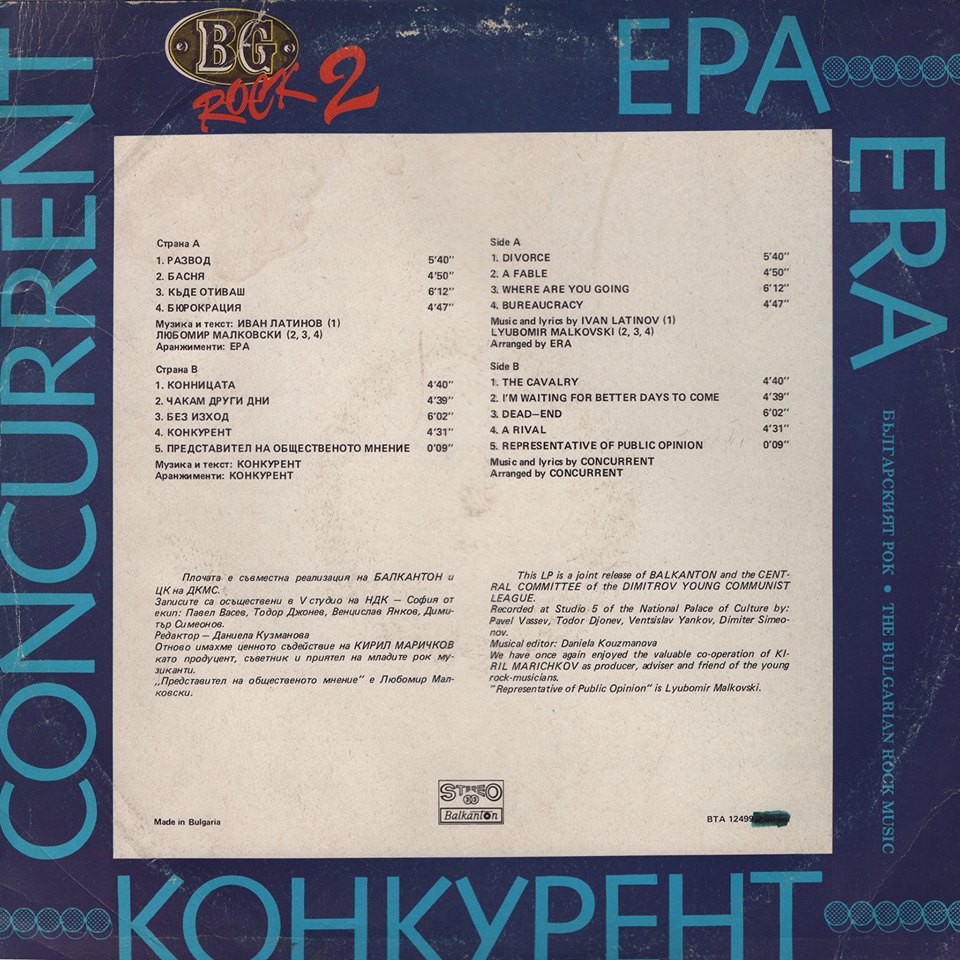 BG
ROCK 2
ЕРА
ERA
CONCURRENT
КОНКУРЕНТ
БЪЛГАРСКИЯТ РОК • THE BULGARIAN ROCK MUSIC
Страна А
1. РАЗВОД 5'40"
2. БАСНЯ 4'50"
3. КЪДЕ ОТИВАШ 6'12"
4. БЮРОКРАЦИЯ 4'47"
Музика и текст: ИВАН ЛАТИНОВ (1)
ЛЮБОМИР МАЛКОВСКИ (2, 3, 4)
Аранжименти: ЕРА
Страна В
1. КОННИЦАТА 4'40"
2. ЧАКАМ ДРУГИ ДНИ 4'39"
3. БЕЗ ИЗХОД 6'02"
4. КОНКУРЕНТ 4'31"
5. ПРЕДСТАВИТЕЛ НА ОБЩЕСТВЕНОТО МНЕНИЕ 0'09"
Музика и текст: КОНКУРЕНТ
Аранжименти: КОНКУРЕНТ
Side A
1. DIVORCE 5'40"
2. A FABLE 4'50"
3. WHERE ARE YOU GOING 6'12"
4. BUREAUCRACY 4'47"
Music and lyrics by IVAN LATINOV (1)
LYUBOMIR MALKOVSKI (2, 3, 4)
Arranged by ERA
Side B
1. THE CAVALRY 4'40"
2. I'M WAITING FOR BETTER DAYS TO COME 4'39"
3. DEAD—END 6'02"
4. A RIVAL 4'31"
5. REPRESENTATIVE OF PUBLIC OPINION 0'09"
Music and lyrics by CONCURRENT
Arranged by CONCURRENT
Плочата е съвместна реализация на БАЛКАНТОН и
ЦК на ДКМС.
Записите са осъществени в V студио на НДК — София от
екип: Павел Васев, Тодор Джонев, Венцислав Янков, Дими-
тър Симеонов.
Редактор — Даниела Кузманова
Отново имахме ценното съдействие на КИРИЛ МАРИЧКОВ
като продуцент, съветник и приятел на младите рок му-
зиканти.
,,Представител на общественото мнение" е Любомир Мал-
ковски.
This LP is a joint release of BALKANTON and the CENT-
RAL COMMITTEE of the DIMITROV YOUNG COMMUNIST
LEAGUE.
Recorded at Studio 5 of the National Palace of Culture by:
Pavel Vassev, Todor Djonev, Ventsislav Yankov, Dimiter Simeo-
nov.
Musical editor: Daniela Kouzmanova
We have once again enjoyed the valuable co-operation of KI-
RIL MARICHKOV as producer, adviser and friend of the young
rock-musicians.
"Representative of Public Opinion" is Lyubomir Malkovski.
Made in Bulgaria
STEREO
33
Balkanton
BTA 12499